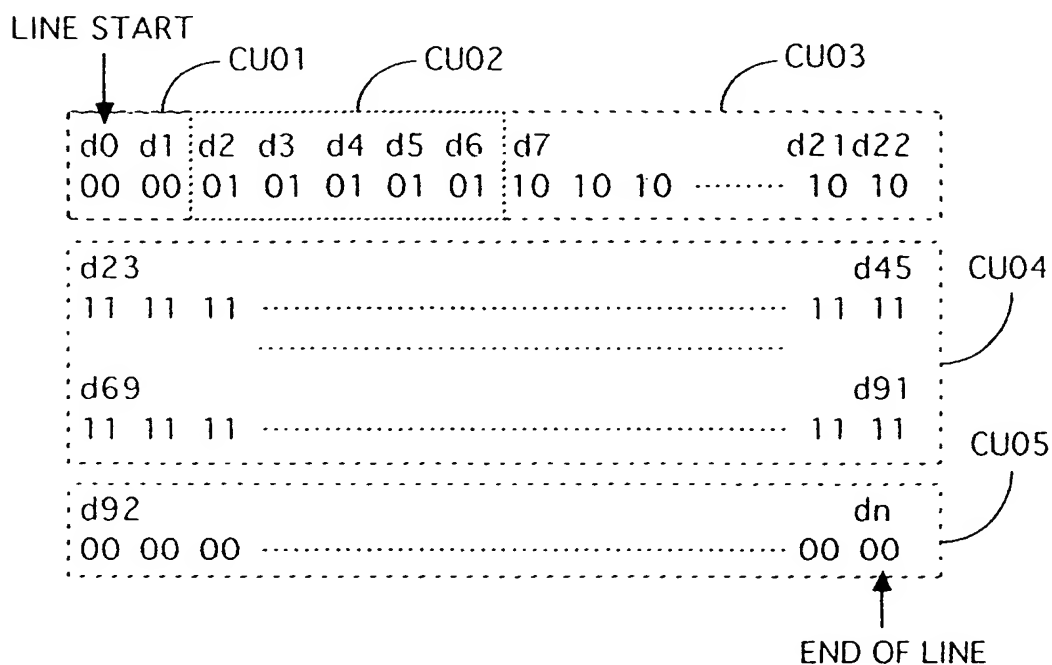 LINE START
CU01 CU02 CU03
d0 d1 d2 d3 d4 d5 d6 d7 d21 d22
00 00 01 01 01 01 01 10 10 10 ········ 10 10
d23 d45 CU04
11 11 11 ········ 11 11
d69 d91
11 11 11 ········ 11 11
CU05
d92 dn
00 00 00 ········ 00 00
END OF LINE